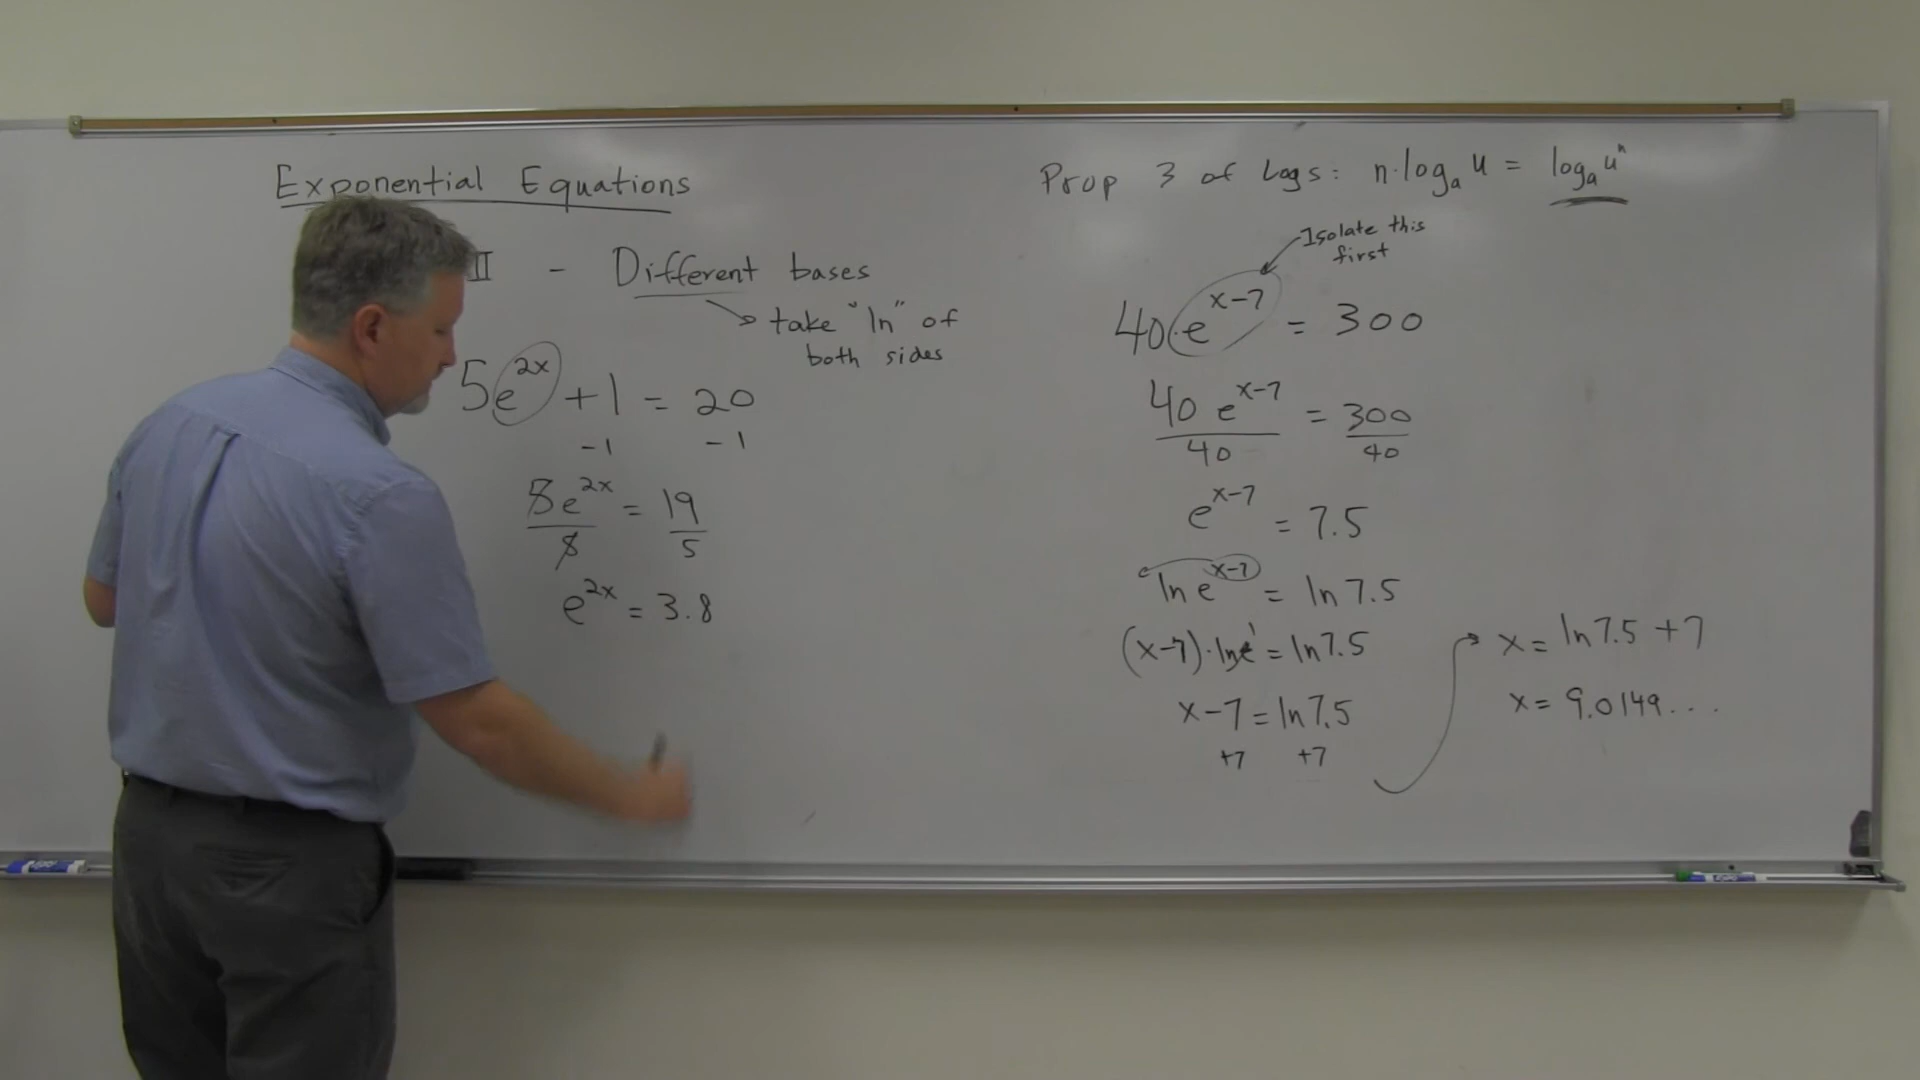 Exponential Equations
II - Different bases
take "ln" of
both sides
5e^{2x} + 1 = 20
-1 -1
5e^{2x}/5 = 19/5
e^{2x} = 3.8
Prop 3 of Logs: n·log_a u = log_a u^n
Isolate this
first
40·e^{x-7} = 300
40 e^{x-7}/40 = 300/40
e^{x-7} = 7.5
ln e^{x-7} = ln 7.5
(x-7)·ln e^1 = ln 7.5
x-7 = ln 7.5
+7 +7
x = ln 7.5 + 7
x = 9.0149...